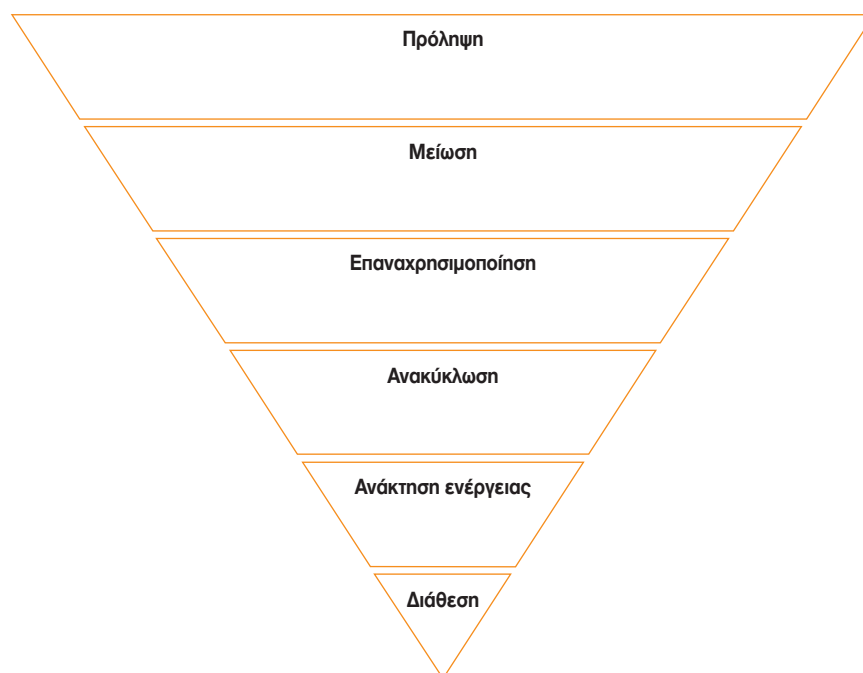 Πρόληψη
Μείωση
Επαναχρησιμοποίηση
Ανακύκλωση
Ανάκτηση ενέργειας
Διάθεση